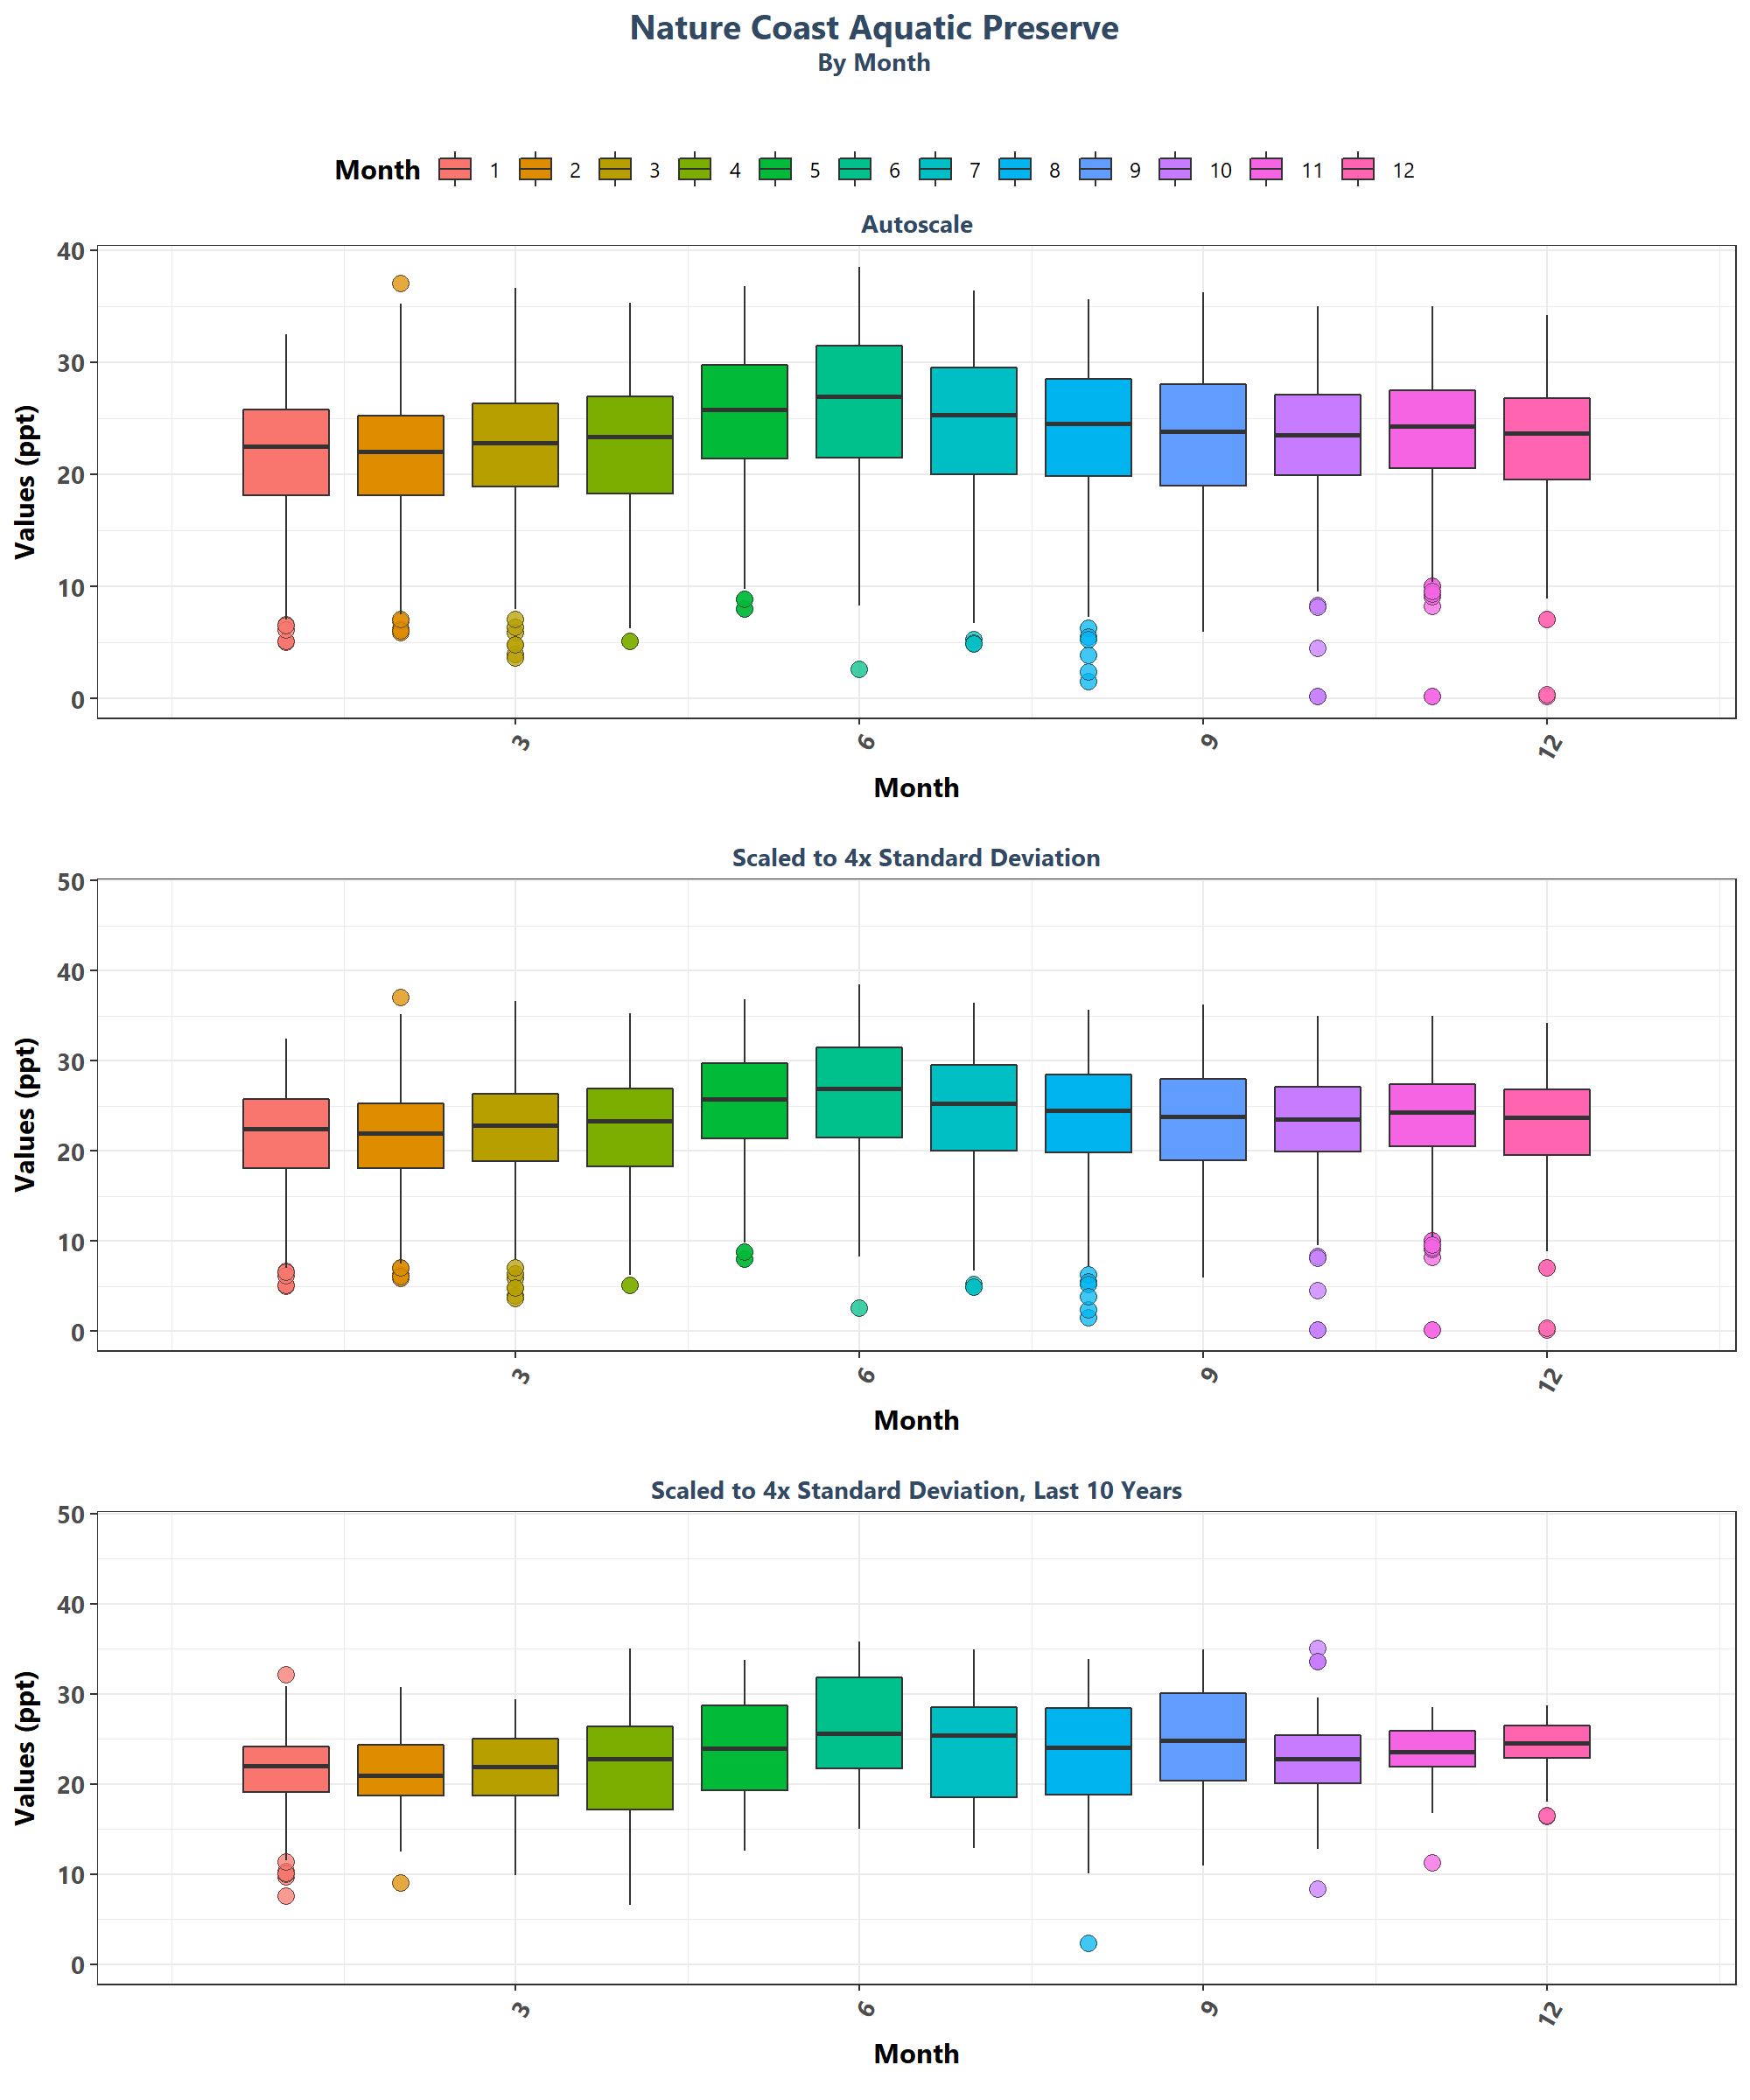 Nature Coast Aquatic Preserve
By Month
Month 1 2 3 4 5 6 7 8 9 10 11 12
Autoscale
Values (ppt)
40
30
20
10
0
3 6 9 12
Month
Scaled to 4x Standard Deviation
Values (ppt)
50
40
30
20
10
0
3 6 9 12
Month
Scaled to 4x Standard Deviation, Last 10 Years
Values (ppt)
50
40
30
20
10
0
3 6 9 12
Month